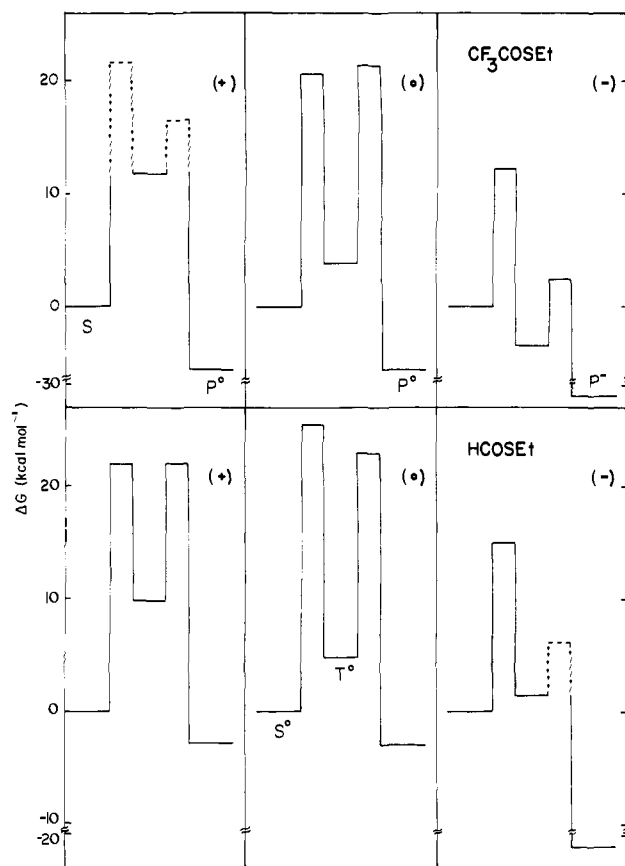 CF3COSEt
(+)
(o)
(-)
20
10
0
-30
S
P°
P°
P-
ΔG (kcal mol-1)
HCOSEt
(+)
(o)
(-)
20
10
0
-10
-20
S°
T°